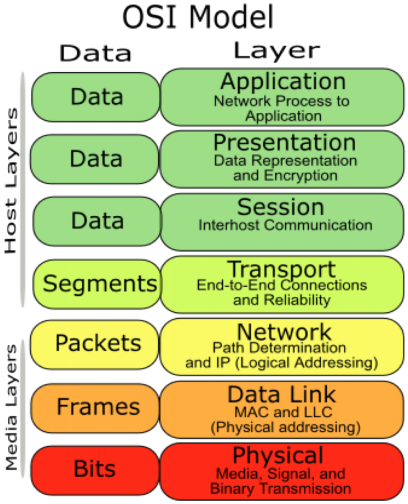 OSI Model
Data Layer
Host Layers
Data
Application
Network Process to
Application
Data
Presentation
Data Representation
and Encryption
Data
Session
Interhost Communication
Segments
Transport
End-to-End Connections
and Reliability
Media Layers
Packets
Network
Path Determination
and IP (Logical Addressing)
Frames
Data Link
MAC and LLC
(Physical addressing)
Bits
Physical
Media, Signal, and
Binary Transmission